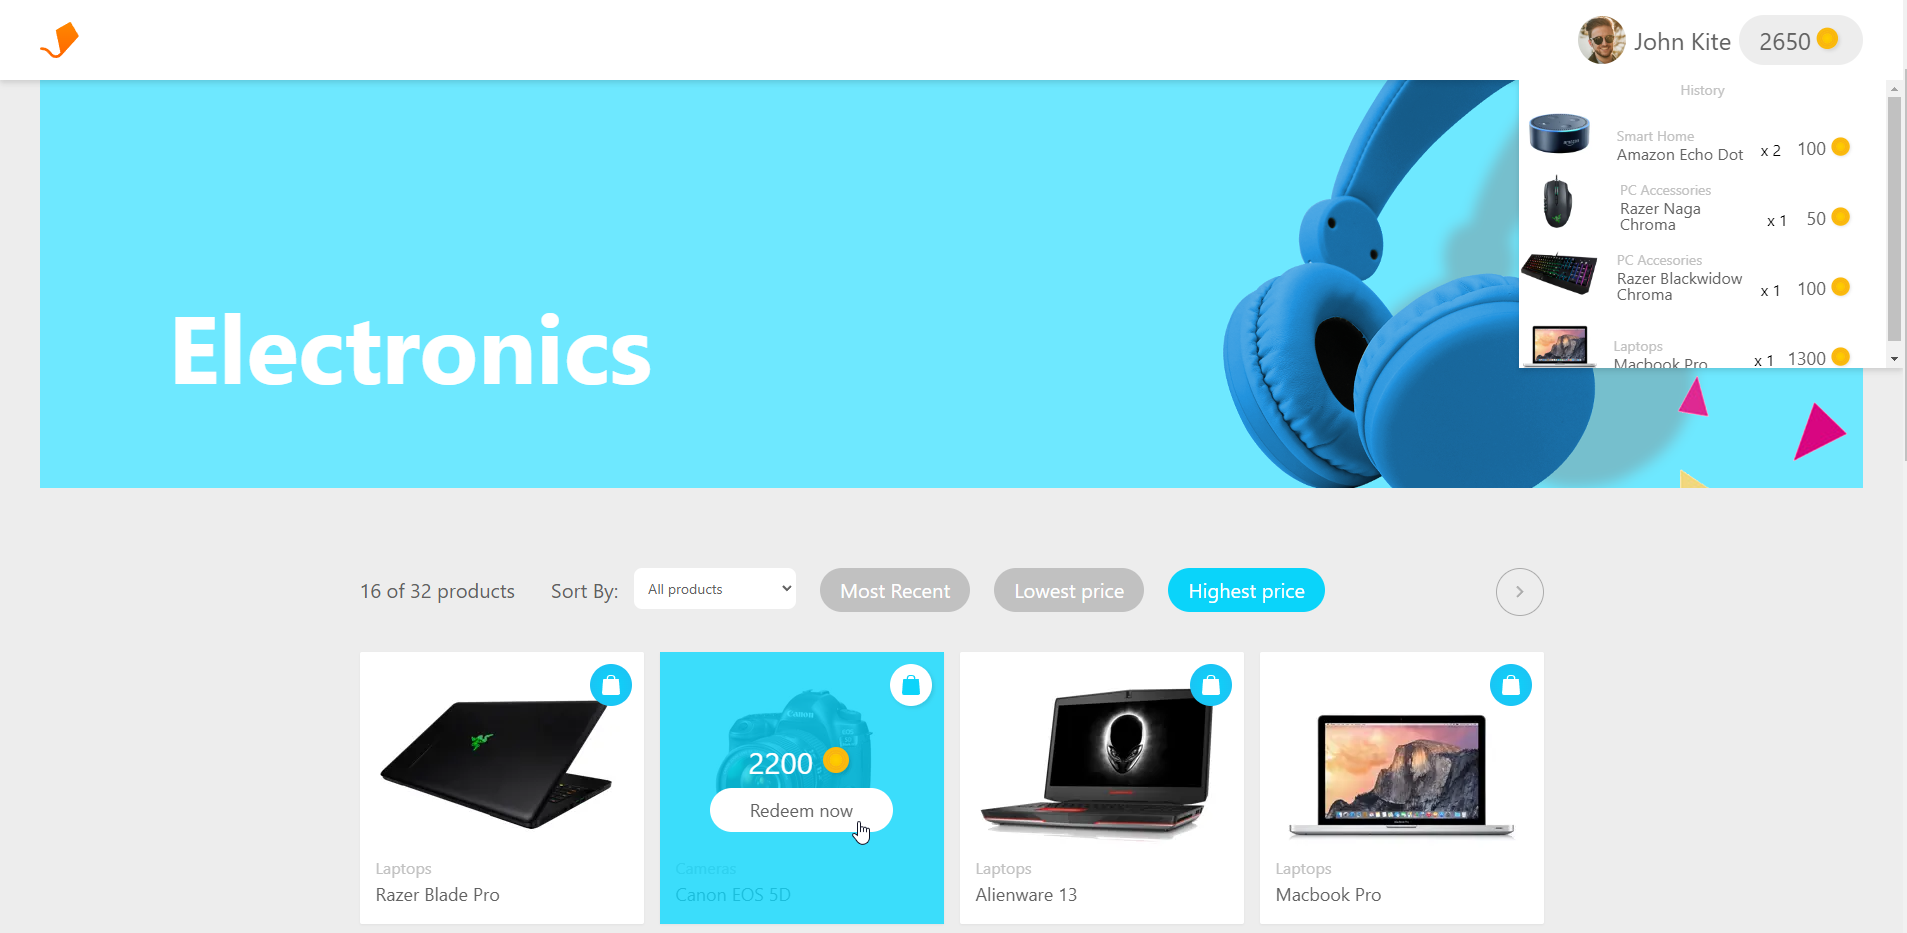 John Kite
2650
History
Smart Home
Amazon Echo Dot
x 2
100
PC Accessories
Razer Naga
Chroma
x 1
50
PC Accesories
Razer Blackwidow
Chroma
x 1
100
Laptops
Macbook Pro
x 1
1300
Electronics
16 of 32 products
Sort By:
All products
Most Recent
Lowest price
Highest price
Canon
2200
Redeem now
Laptops
Razer Blade Pro
Cameras
Canon EOS 5D
Laptops
Alienware 13
Laptops
Macbook Pro